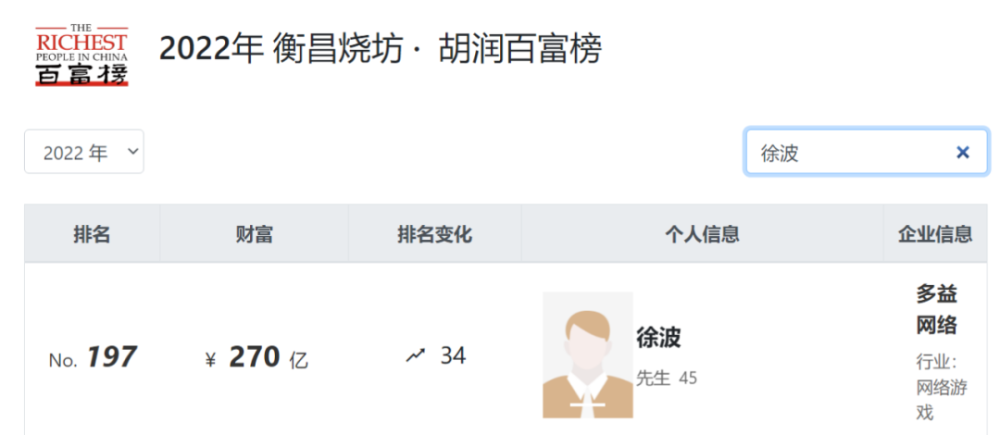 THE
RICHEST
PEOPLE IN CHINA
百富榜
2022年 衡昌烧坊 · 胡润百富榜
2022 年
徐波
排名 财富 排名变化 个人信息 企业信息
No. 197 ¥ 270 亿 34
徐波
先生 45
多益
网络
行业:
网络游
戏